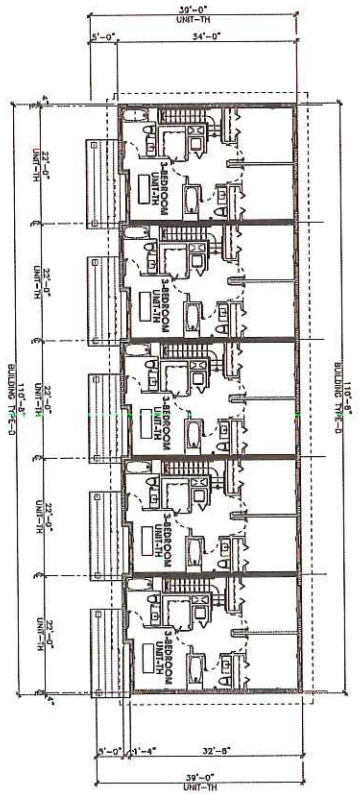 39'-0"
UNIT-TH
5'-0"
34'-0"
4"
110'-8"
BUILDING TYPE-D
22'-0"
UNIT-TH
22'-0"
UNIT-TH
22'-0"
UNIT-TH
22'-0"
UNIT-TH
22'-0"
UNIT-TH
4"
110'-8"
BUILDING TYPE-D
3-BEDROOM
UNIT-TH
3-BEDROOM
UNIT-TH
3-BEDROOM
UNIT-TH
3-BEDROOM
UNIT-TH
3-BEDROOM
UNIT-TH
5'-0"
1'-4"
32'-8"
39'-0"
UNIT-TH